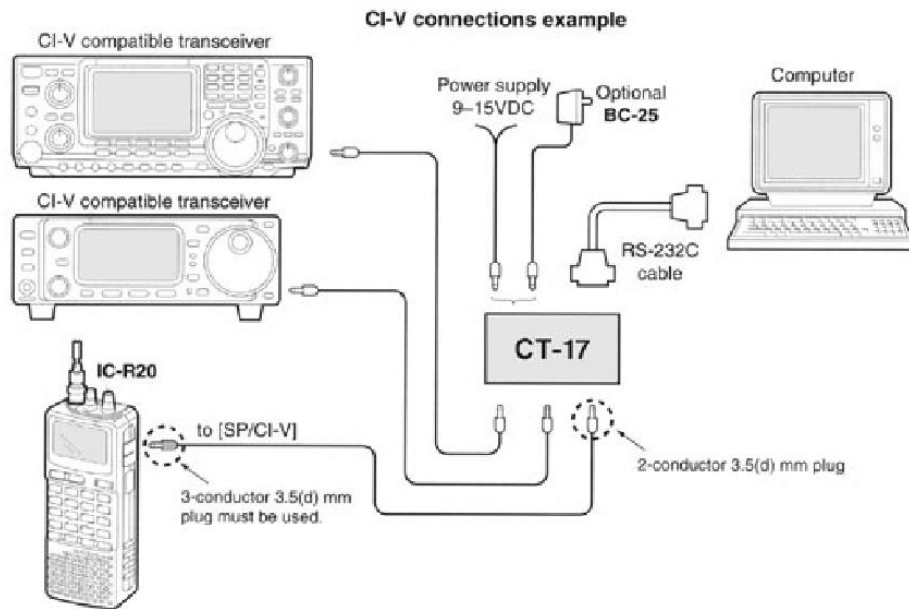 CI-V connections example
CI-V compatible transceiver
Power supply
9–15VDC
Optional
BC-25
Computer
CI-V compatible transceiver
RS-232C
cable
CT-17
IC-R20
to [SP/CI-V]
2-conductor 3.5(d) mm plug
3-conductor 3.5(d) mm
plug must be used.